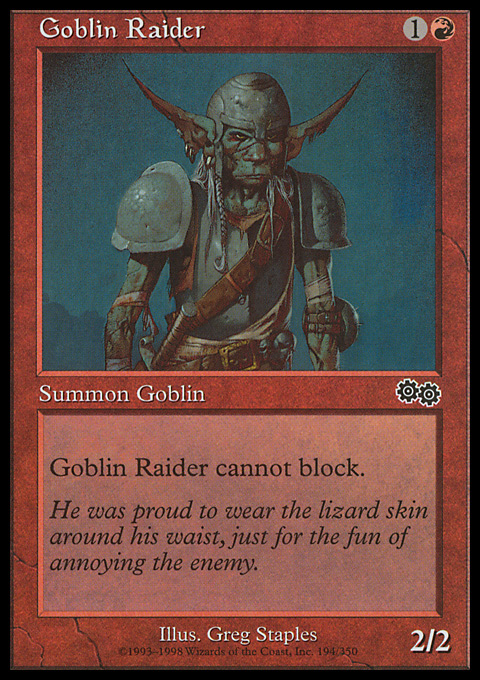 Goblin Raider 1
Summon Goblin
Goblin Raider cannot block.
He was proud to wear the lizard skin
around his waist, just for the fun of
annoying the enemy.
Illus. Greg Staples
©1993–1998 Wizards of the Coast, Inc. 194/350
2/2